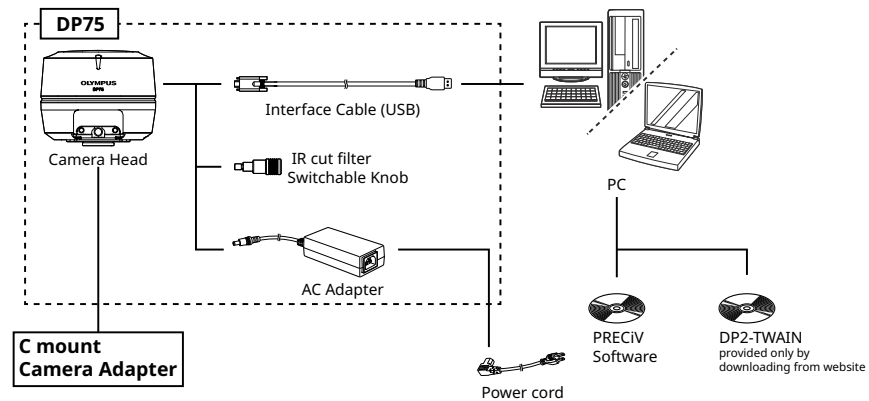 DP75
OLYMPUS
DP75
Camera Head
Interface Cable (USB)
IR cut filter
Switchable Knob
AC Adapter
C mount
Camera Adapter
Power cord
PC
PRECiV
Software
DP2-TWAIN
provided only by
downloading from website